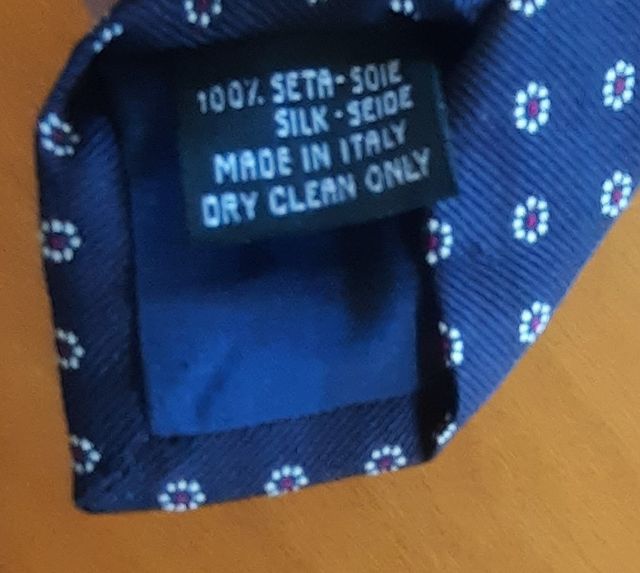 100% SETA-SOIE
SILK-SEIDE
MADE IN ITALY
DRY CLEAN ONLY